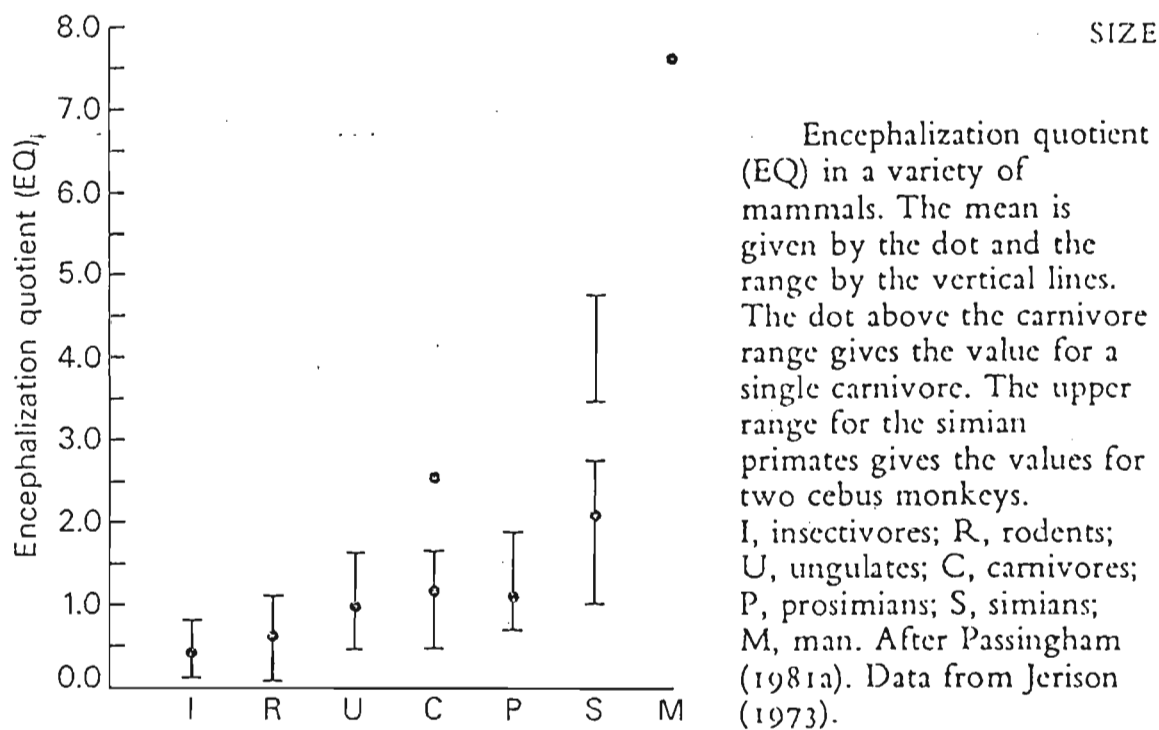 SIZE
8.0
7.0
6.0
5.0
4.0
3.0
2.0
1.0
0.0
Encephalization quotient (EQ)i
I R U C P S M
Encephalization quotient
(EQ) in a variety of
mammals. The mean is
given by the dot and the
range by the vertical lines.
The dot above the carnivore
range gives the value for a
single carnivore. The upper
range for the simian
primates gives the values for
two cebus monkeys.
I, insectivores; R, rodents;
U, ungulates; C, carnivores;
P, prosimians; S, simians;
M, man. After Passingham
(1981a). Data from Jerison
(1973).